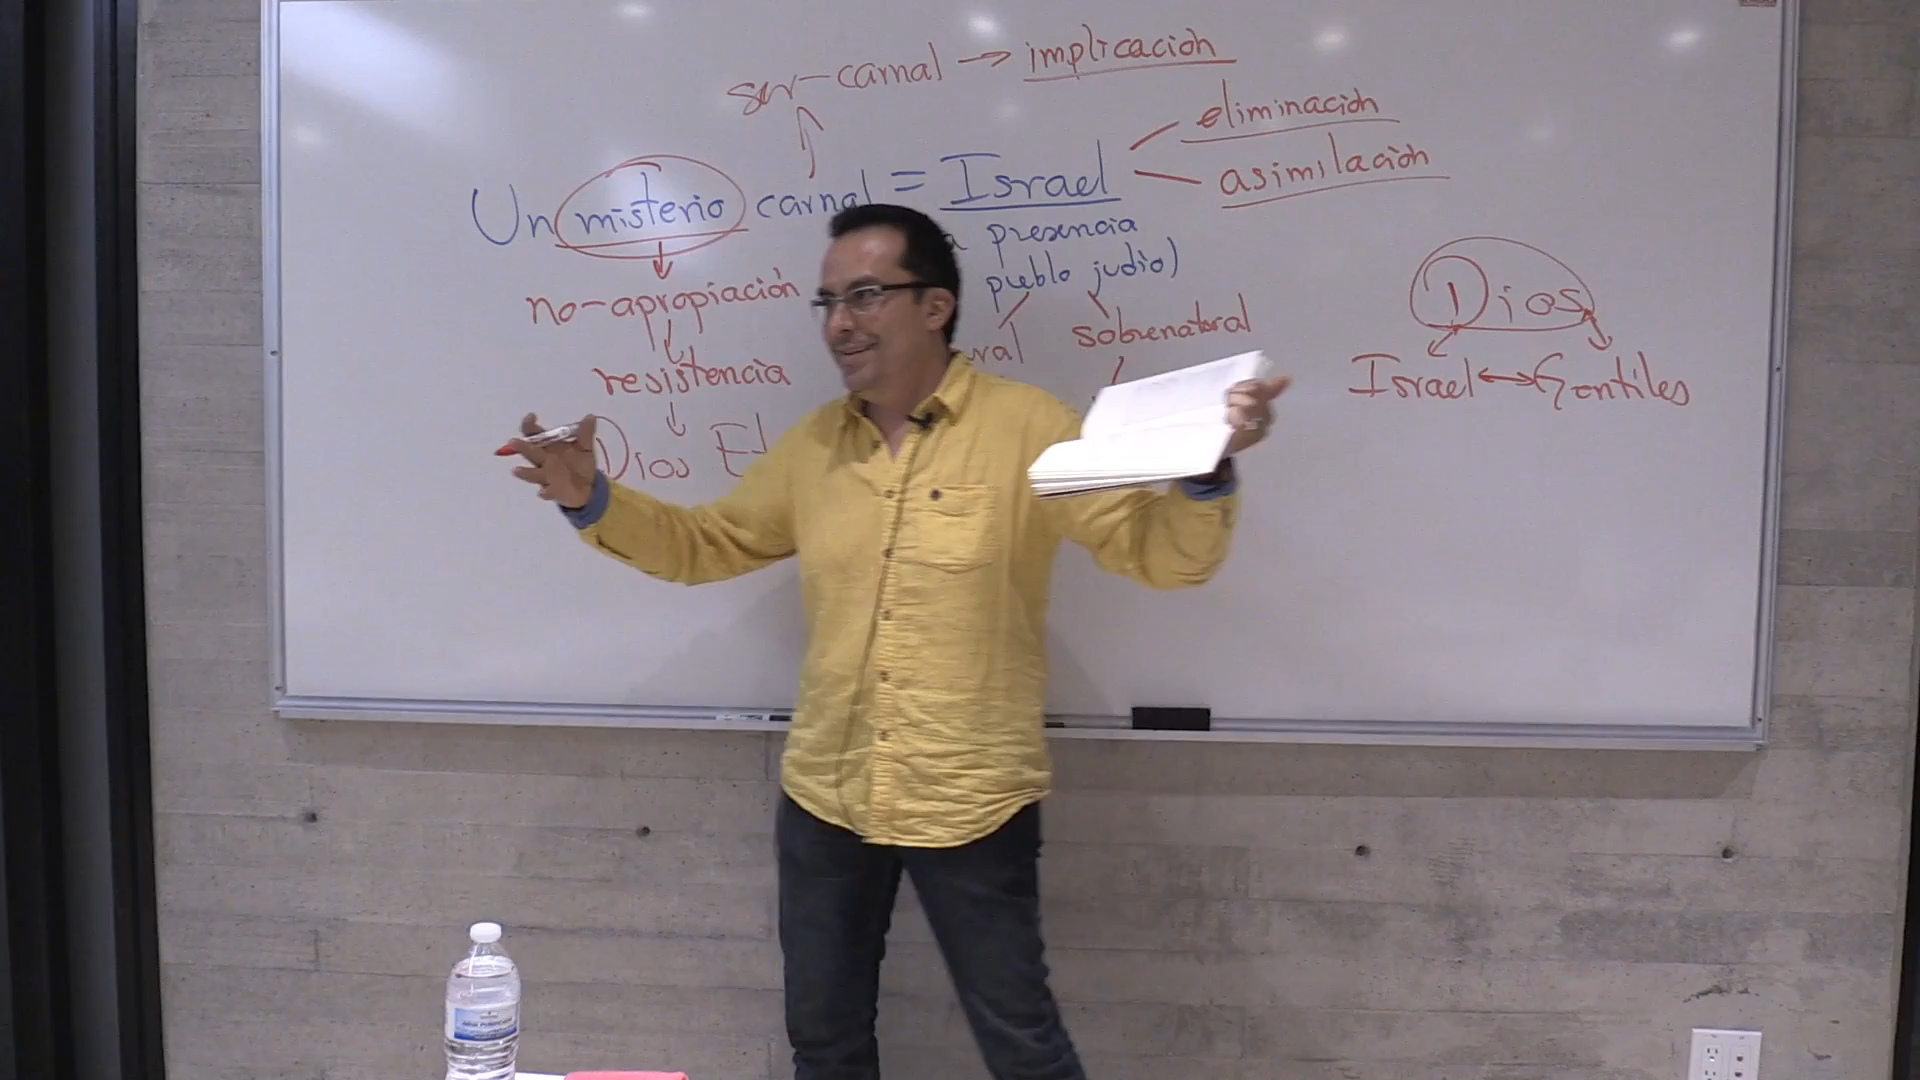 ser-carnal → implicación
eliminación
asimilación
Un misterio carnal = Israel
presencia
pueblo judío)
no-apropiación
resistencia
Dios
sobrenatural
Dios
Israel ↔ Gentiles